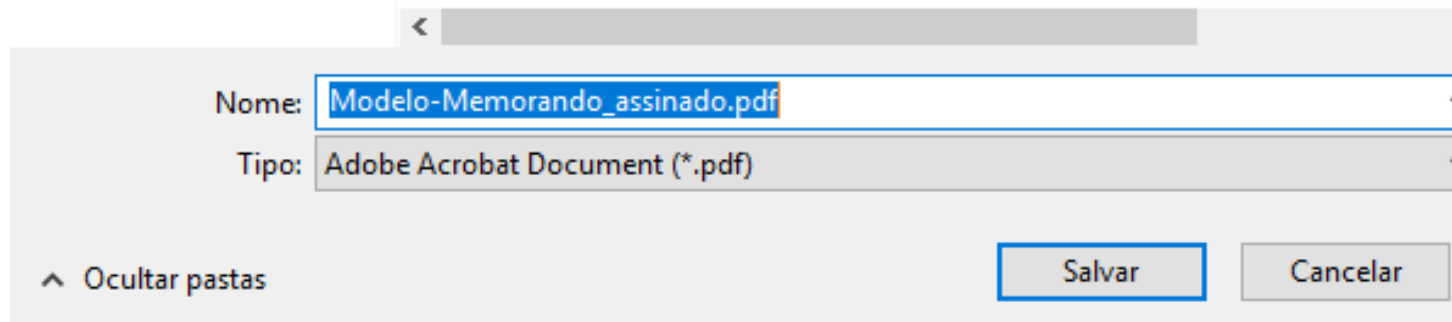 Nome: Modelo-Memorando_assinado.pdf
Tipo: Adobe Acrobat Document (*.pdf)
Ocultar pastas
Salvar
Cancelar